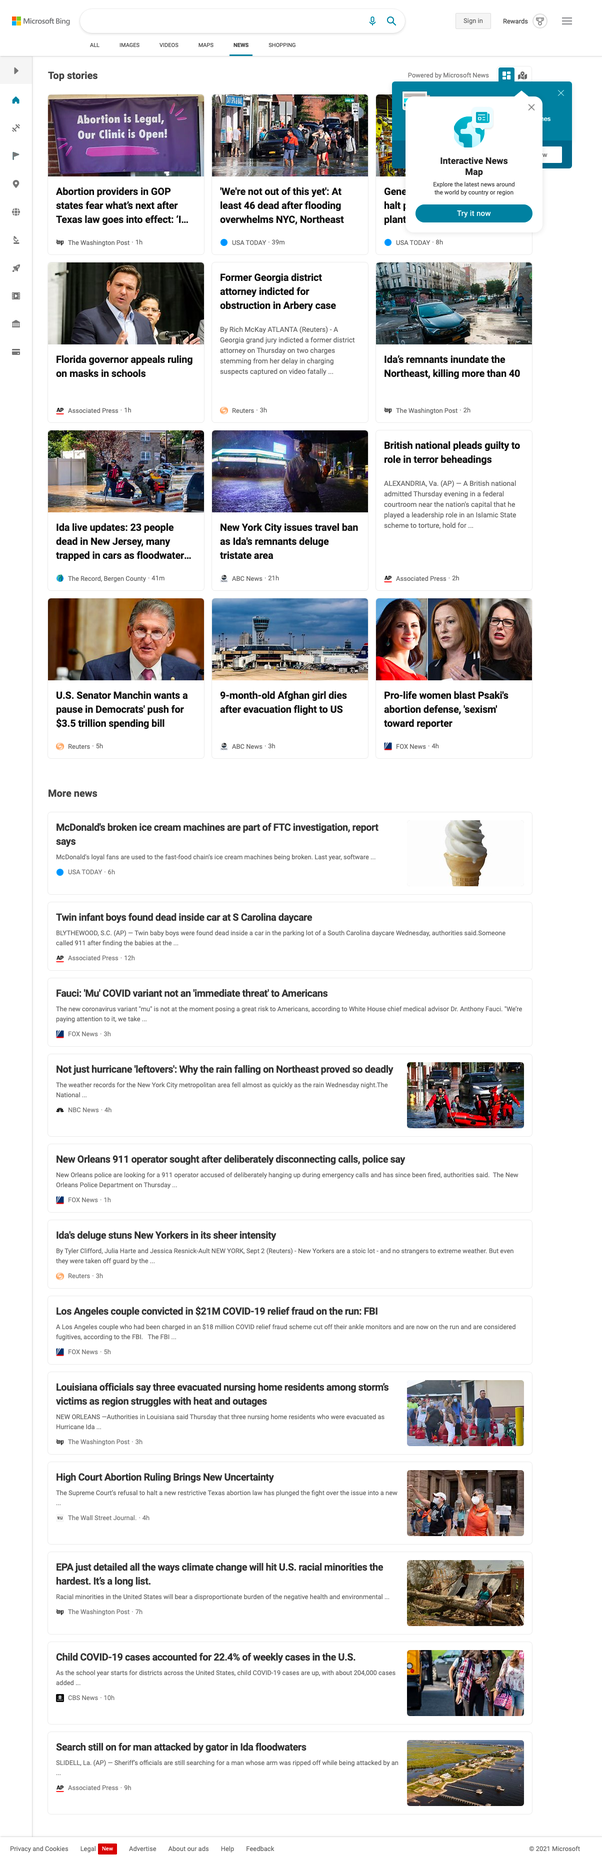 Microsoft Bing
Sign in
Rewards
ALL
IMAGES
VIDEOS
MAPS
NEWS
SHOPPING
Top stories
Powered by Microsoft News
Interactive News
Map
Explore the latest news around
the world by country or region
Try it now
Abortion is Legal,
Our Clinic is Open!
Abortion providers in GOP
states fear what's next after
Texas law goes into effect: 'I...
wp The Washington Post · 1h
'We're not out of this yet': At
least 46 dead after flooding
overwhelms NYC, Northeast
USA TODAY · 39m
Gene
halt p
plant
USA TODAY · 8h
Florida governor appeals ruling
on masks in schools
AP Associated Press · 1h
Former Georgia district
attorney indicted for
obstruction in Arbery case
By Rich McKay ATLANTA (Reuters) - A
Georgia grand jury indicted a former district
attorney on Thursday on two charges
stemming from her delay in charging
suspects captured on video fatally ...
Reuters · 3h
Ida's remnants inundate the
Northeast, killing more than 40
wp The Washington Post · 2h
Ida live updates: 23 people
dead in New Jersey, many
trapped in cars as floodwater...
The Record, Bergen County · 41m
New York City issues travel ban
as Ida's remnants deluge
tristate area
ABC News · 21h
British national pleads guilty to
role in terror beheadings
ALEXANDRIA, Va. (AP) — A British national
admitted Thursday evening in a federal
courtroom near the nation's capital that he
played a leadership role in an Islamic State
scheme to torture, hold for ...
AP Associated Press · 2h
U.S. Senator Manchin wants a
pause in Democrats' push for
$3.5 trillion spending bill
Reuters · 5h
9-month-old Afghan girl dies
after evacuation flight to US
ABC News · 3h
Pro-life women blast Psaki's
abortion defense, 'sexism'
toward reporter
FOX News · 4h
More news
McDonald's broken ice cream machines are part of FTC investigation, report
says
McDonald's loyal fans are used to the fast-food chain's ice cream machines being broken. Last year, software ...
USA TODAY · 6h
Twin infant boys found dead inside car at S Carolina daycare
BLYTHEWOOD, S.C. (AP) — Twin baby boys were found dead inside a car in the parking lot of a South Carolina daycare Wednesday, authorities said.Someone
called 911 after finding the babies at the ...
AP Associated Press · 12h
Fauci: 'Mu' COVID variant not an 'immediate threat' to Americans
The new coronavirus variant "mu" is not at the moment posing a great risk to Americans, according to White House chief medical advisor Dr. Anthony Fauci. "We're
paying attention to it, we take ...
FOX News · 3h
Not just hurricane 'leftovers': Why the rain falling on Northeast proved so deadly
The weather records for the New York City metropolitan area fell almost as quickly as the rain Wednesday night.The
National ...
NBC News · 4h
New Orleans 911 operator sought after deliberately disconnecting calls, police say
New Orleans police are looking for a 911 operator accused of deliberately hanging up during emergency calls and has since been fired, authorities said. The New
Orleans Police Department on Thursday ...
FOX News · 1h
Ida's deluge stuns New Yorkers in its sheer intensity
By Tyler Clifford, Julia Harte and Jessica Resnick-Ault NEW YORK, Sept 2 (Reuters) - New Yorkers are a stoic lot - and no strangers to extreme weather. But even
they were taken off guard by the ...
Reuters · 3h
Los Angeles couple convicted in $21M COVID-19 relief fraud on the run: FBI
A Los Angeles couple who had been charged in an $18 million COVID relief fraud scheme cut off their ankle monitors and are now on the run and are considered
fugitives, according to the FBI. The FBI ...
FOX News · 5h
Louisiana officials say three evacuated nursing home residents among storm's
victims as region struggles with heat and outages
NEW ORLEANS —Authorities in Louisiana said Thursday that three nursing home residents who were evacuated as
Hurricane Ida ...
wp The Washington Post · 3h
High Court Abortion Ruling Brings New Uncertainty
The Supreme Court's refusal to halt a new restrictive Texas abortion law has plunged the fight over the issue into a new
...
WSJ The Wall Street Journal. · 4h
EPA just detailed all the ways climate change will hit U.S. racial minorities the
hardest. It's a long list.
Racial minorities in the United States will bear a disproportionate burden of the negative health and environmental ...
wp The Washington Post · 7h
Child COVID-19 cases accounted for 22.4% of weekly cases in the U.S.
As the school year starts for districts across the United States, child COVID-19 cases are up, with about 204,000 cases
added ...
CBS News · 10h
Search still on for man attacked by gator in Ida floodwaters
SLIDELL, La. (AP) — Sheriff's officials are still searching for a man whose arm was ripped off while being attacked by an
...
AP Associated Press · 9h
Privacy and Cookies
Legal
New
Advertise
About our ads
Help
Feedback
© 2021 Microsoft